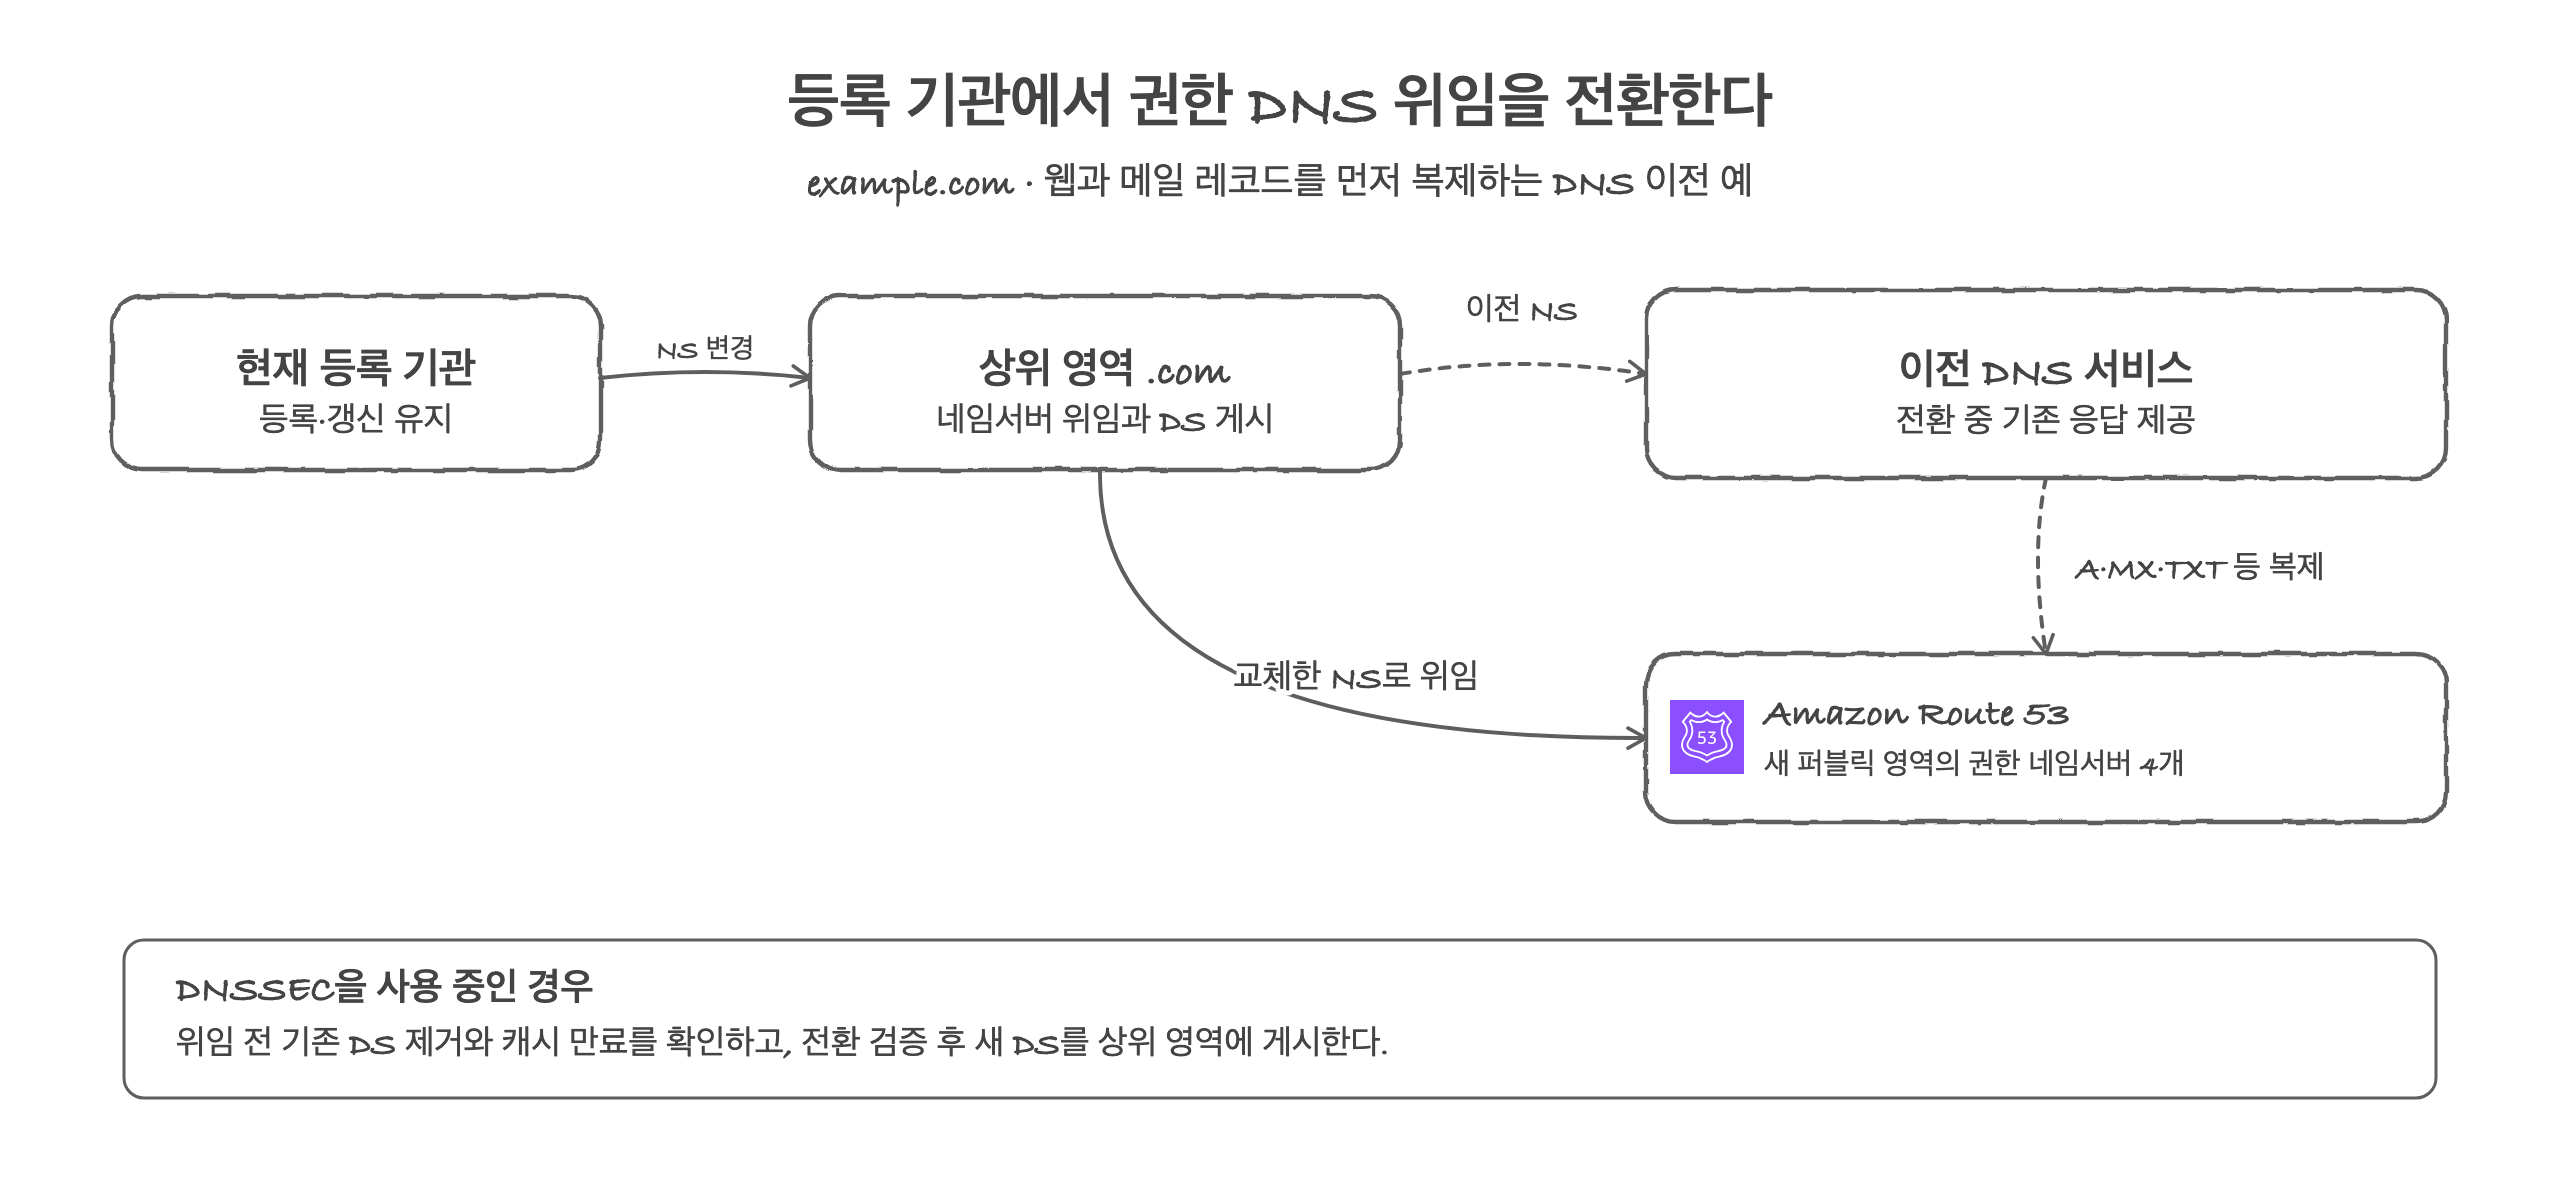 등록 기관에서 권한 DNS 위임을 전환한다
example.com · 웹과 메일 레코드를 먼저 복제하는 DNS 이전 예
현재 등록 기관
등록·갱신 유지
NS 변경
상위 영역 .com
네임서버 위임과 DS 게시
이전 NS
이전 DNS 서비스
전환 중 기존 응답 제공
A·MX·TXT 등 복제
교체한 NS로 위임
53
Amazon Route 53
새 퍼블릭 영역의 권한 네임서버 4개
DNSSEC을 사용 중인 경우
위임 전 기존 DS 제거와 캐시 만료를 확인하고, 전환 검증 후 새 DS를 상위 영역에 게시한다.